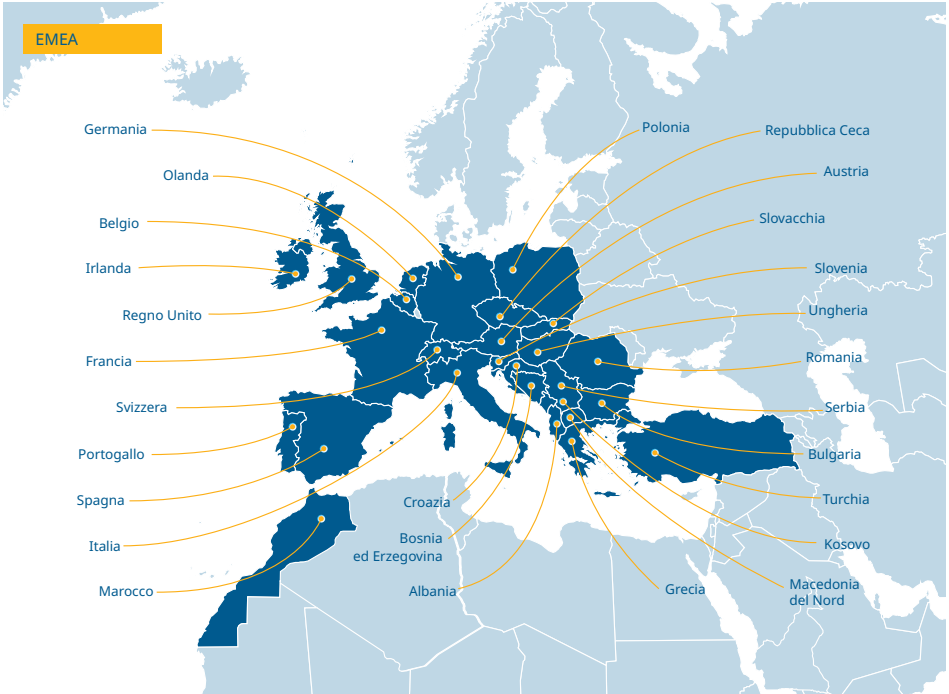 EMEA
Germania
Olanda
Belgio
Irlanda
Regno Unito
Francia
Svizzera
Portogallo
Spagna
Italia
Marocco
Croazia
Bosnia
ed Erzegovina
Albania
Polonia
Repubblica Ceca
Austria
Slovacchia
Slovenia
Ungheria
Romania
Serbia
Bulgaria
Turchia
Kosovo
Macedonia
del Nord
Grecia